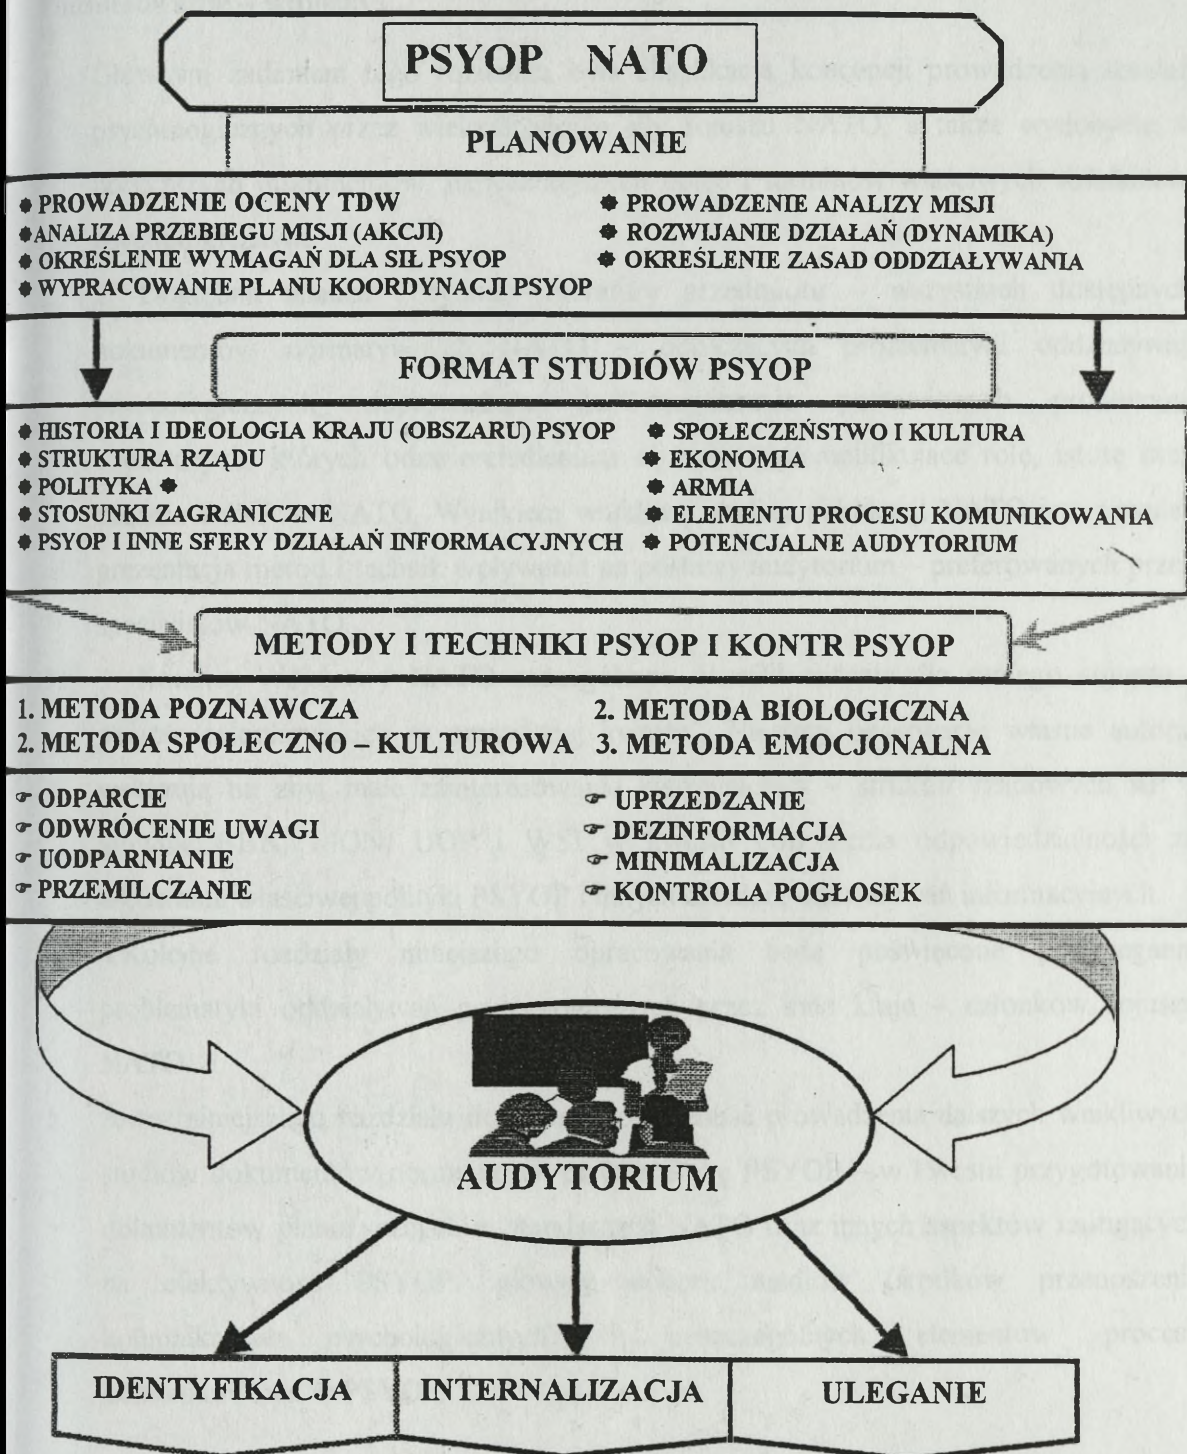 PSYOP NATO
PLANOWANIE
● PROWADZENIE OCENY TDW
● ANALIZA PRZEBIEGU MISJI (AKCJI)
● OKREŚLENIE WYMAGAŃ DLA SIŁ PSYOP
● WYPRACOWANIE PLANU KOORDYNACJI PSYOP
● PROWADZENIE ANALIZY MISJI
● ROZWIJANIE DZIAŁAŃ (DYNAMIKA)
● OKREŚLENIE ZASAD ODDZIAŁYWANIA
FORMAT STUDIÓW PSYOP
● HISTORIA I IDEOLOGIA KRAJU (OBSZARU) PSYOP
● STRUKTURA RZĄDU
● POLITYKA ●
● STOSUNKI ZAGRANICZNE
● PSYOP I INNE SFERY DZIAŁAŃ INFORMACYJNYCH
● SPOŁECZEŃSTWO I KULTURA
● EKONOMIA
● ARMIA
● ELEMENTU PROCESU KOMUNIKOWANIA
● POTENCJALNE AUDYTORIUM
METODY I TECHNIKI PSYOP I KONTR PSYOP
1. METODA POZNAWCZA
2. METODA SPOŁECZNO – KULTUROWA
2. METODA BIOLOGICZNA
3. METODA EMOCJONALNA
☞ ODPARCIE
☞ ODWRÓCENIE UWAGI
☞ UODPARNIANIE
☞ PRZEMILCZANIE
☞ UPRZEDZANIE
☞ DEZINFORMACJA
☞ MINIMALIZACJA
☞ KONTROLA POGŁOSEK
AUDYTORIUM
IDENTYFIKACJA
INTERNALIZACJA
ULEGANIE